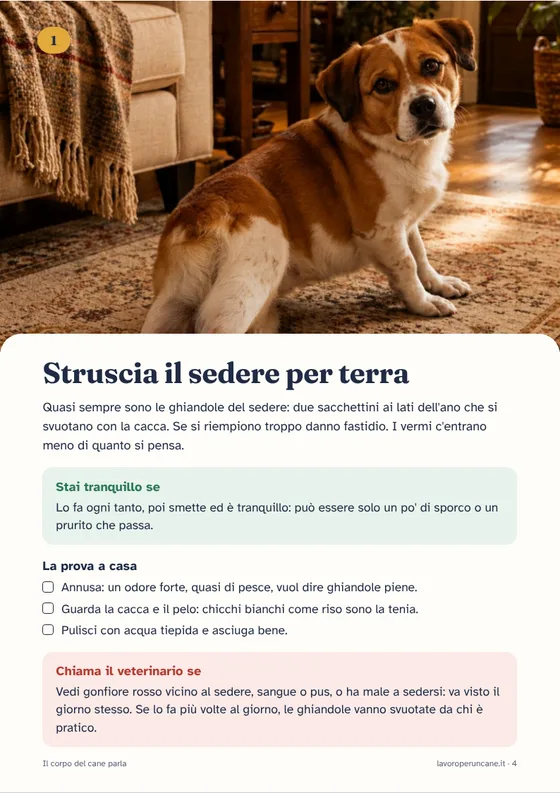 1
Struscia il sedere per terra
Quasi sempre sono le ghiandole del sedere: due sacchettini ai lati dell'ano che si
svuotano con la cacca. Se si riempiono troppo danno fastidio. I vermi c'entrano
meno di quanto si pensa.
Stai tranquillo se
Lo fa ogni tanto, poi smette ed è tranquillo: può essere solo un po' di sporco o un
prurito che passa.
La prova a casa
Annusa: un odore forte, quasi di pesce, vuol dire ghiandole piene.
Guarda la cacca e il pelo: chicchi bianchi come riso sono la tenia.
Pulisci con acqua tiepida e asciuga bene.
Chiama il veterinario se
Vedi gonfiore rosso vicino al sedere, sangue o pus, o ha male a sedersi: va visto il
giorno stesso. Se lo fa più volte al giorno, le ghiandole vanno svuotate da chi è
pratico.
Il corpo del cane parla
lavoroperuncane.it · 4